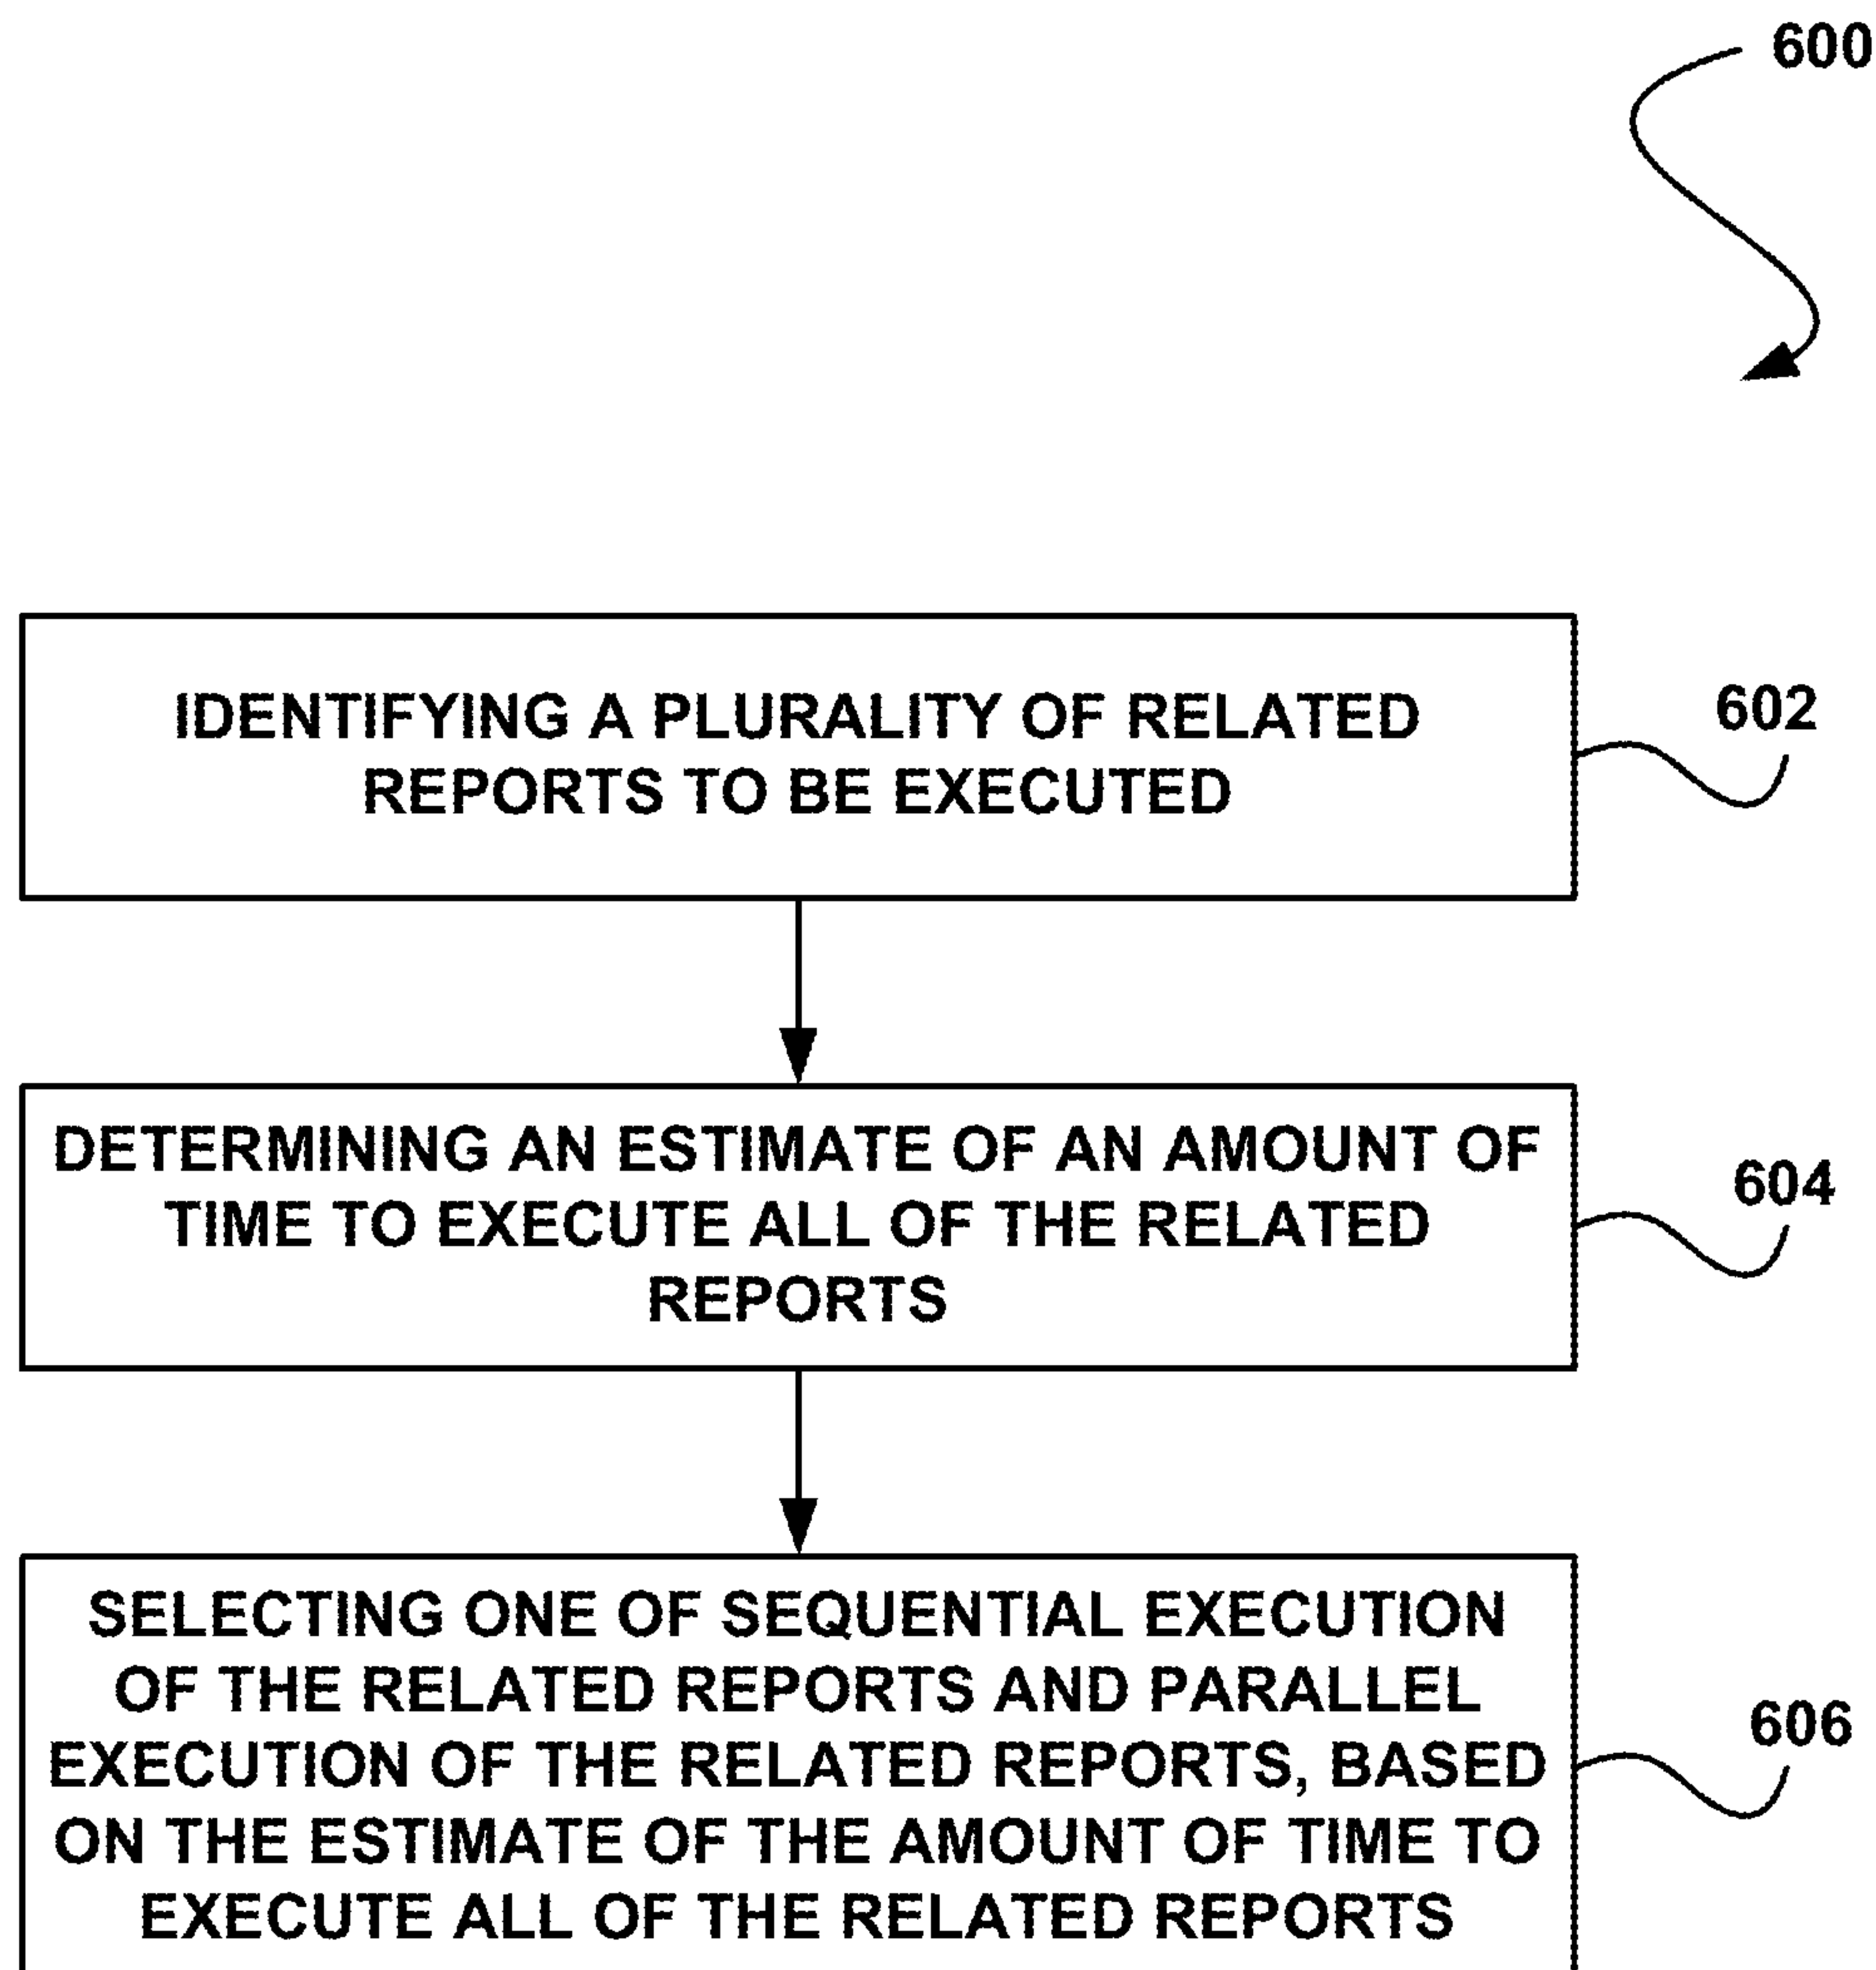 600
IDENTIFYING A PLURALITY OF RELATED
REPORTS TO BE EXECUTED
602
DETERMINING AN ESTIMATE OF AN AMOUNT OF
TIME TO EXECUTE ALL OF THE RELATED
REPORTS
604
SELECTING ONE OF SEQUENTIAL EXECUTION
OF THE RELATED REPORTS AND PARALLEL
EXECUTION OF THE RELATED REPORTS, BASED
ON THE ESTIMATE OF THE AMOUNT OF TIME TO
EXECUTE ALL OF THE RELATED REPORTS
606